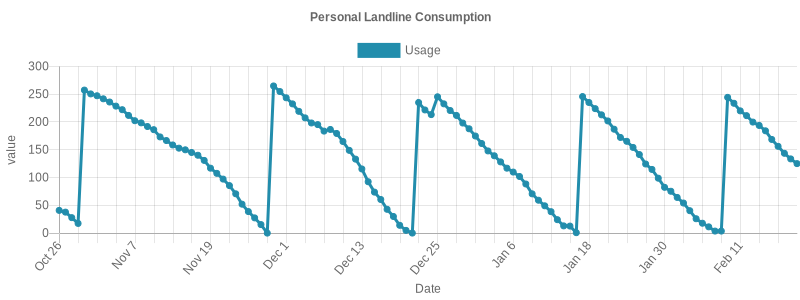 Personal Landline Consumption
Usage
300
250
200
150
100
50
0
value
Oct 26
Nov 7
Nov 19
Dec 1
Dec 13
Dec 25
Jan 6
Jan 18
Jan 30
Feb 11
Date